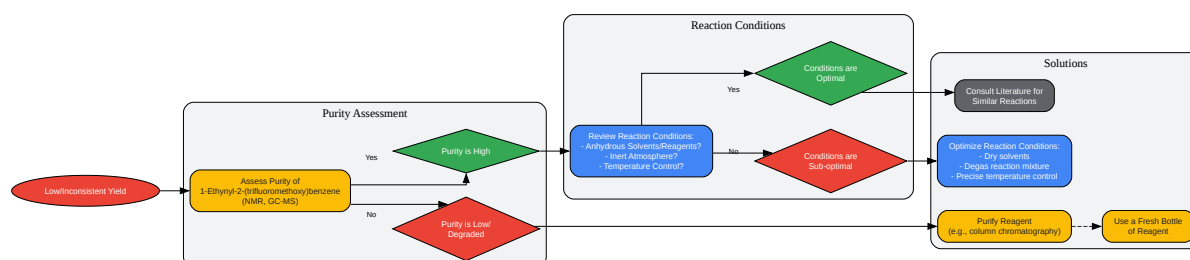 Low/Inconsistent Yield
Purity Assessment
Assess Purity of
1-Ethynyl-2-(trifluoromethoxy)benzene
(NMR, GC-MS)
Yes
No
Purity is High
Purity is Low/
Degraded
Reaction Conditions
Review Reaction Conditions:
- Anhydrous Solvents/Reagents?
- Inert Atmosphere?
- Temperature Control?
Yes
No
Conditions are
Optimal
Conditions are
Sub-optimal
Solutions
Consult Literature for
Similar Reactions
Optimize Reaction Conditions:
- Dry solvents
- Degas reaction mixture
- Precise temperature control
Purify Reagent
(e.g., column chromatography)
Use a Fresh Bottle
of Reagent